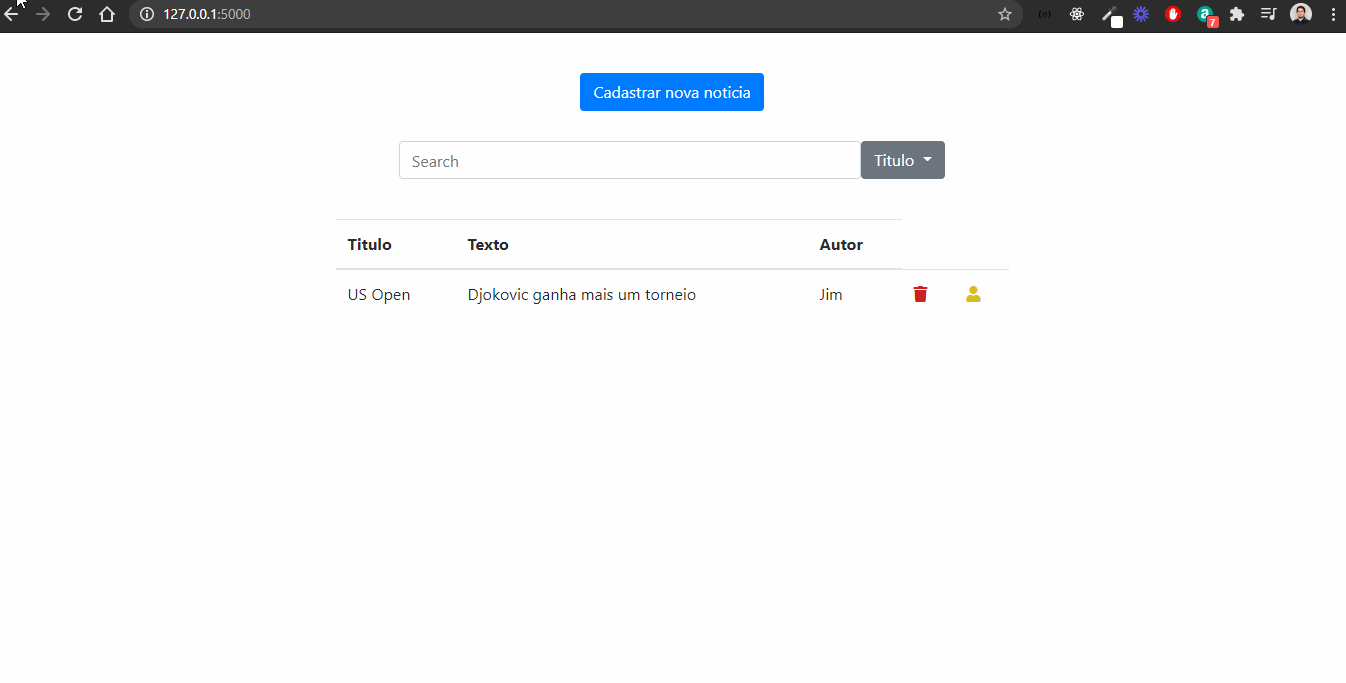 127.0.0.1:5000
7
Cadastrar nova noticia
Search
Titulo
Titulo Texto Autor
US Open Djokovic ganha mais um torneio Jim